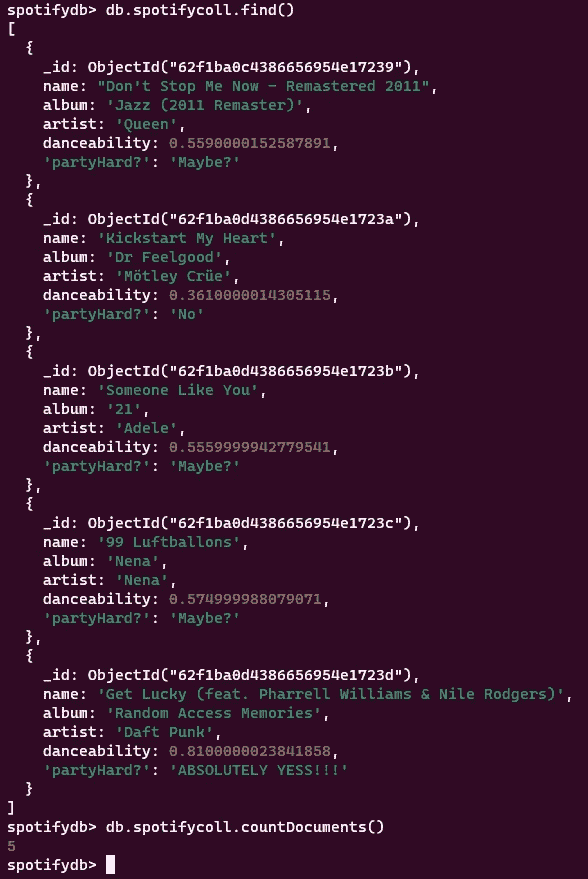 spotifydb> db.spotifycoll.find()
[
  {
    _id: ObjectId("62f1ba0c4386656954e17239"),
    name: "Don't Stop Me Now - Remastered 2011",
    album: 'Jazz (2011 Remaster)',
    artist: 'Queen',
    danceability: 0.5590000152587891,
    'partyHard?': 'Maybe?'
  },
  {
    _id: ObjectId("62f1ba0d4386656954e1723a"),
    name: 'Kickstart My Heart',
    album: 'Dr Feelgood',
    artist: 'Mötley Crüe',
    danceability: 0.3610000014305115,
    'partyHard?': 'No'
  },
  {
    _id: ObjectId("62f1ba0d4386656954e1723b"),
    name: 'Someone Like You',
    album: '21',
    artist: 'Adele',
    danceability: 0.5559999942779541,
    'partyHard?': 'Maybe?'
  },
  {
    _id: ObjectId("62f1ba0d4386656954e1723c"),
    name: '99 Luftballons',
    album: 'Nena',
    artist: 'Nena',
    danceability: 0.574999988079071,
    'partyHard?': 'Maybe?'
  },
  {
    _id: ObjectId("62f1ba0d4386656954e1723d"),
    name: 'Get Lucky (feat. Pharrell Williams & Nile Rodgers)',
    album: 'Random Access Memories',
    artist: 'Daft Punk',
    danceability: 0.8100000023841858,
    'partyHard?': 'ABSOLUTELY YESS!!!'
  }
]
spotifydb> db.spotifycoll.countDocuments()
5
spotifydb>